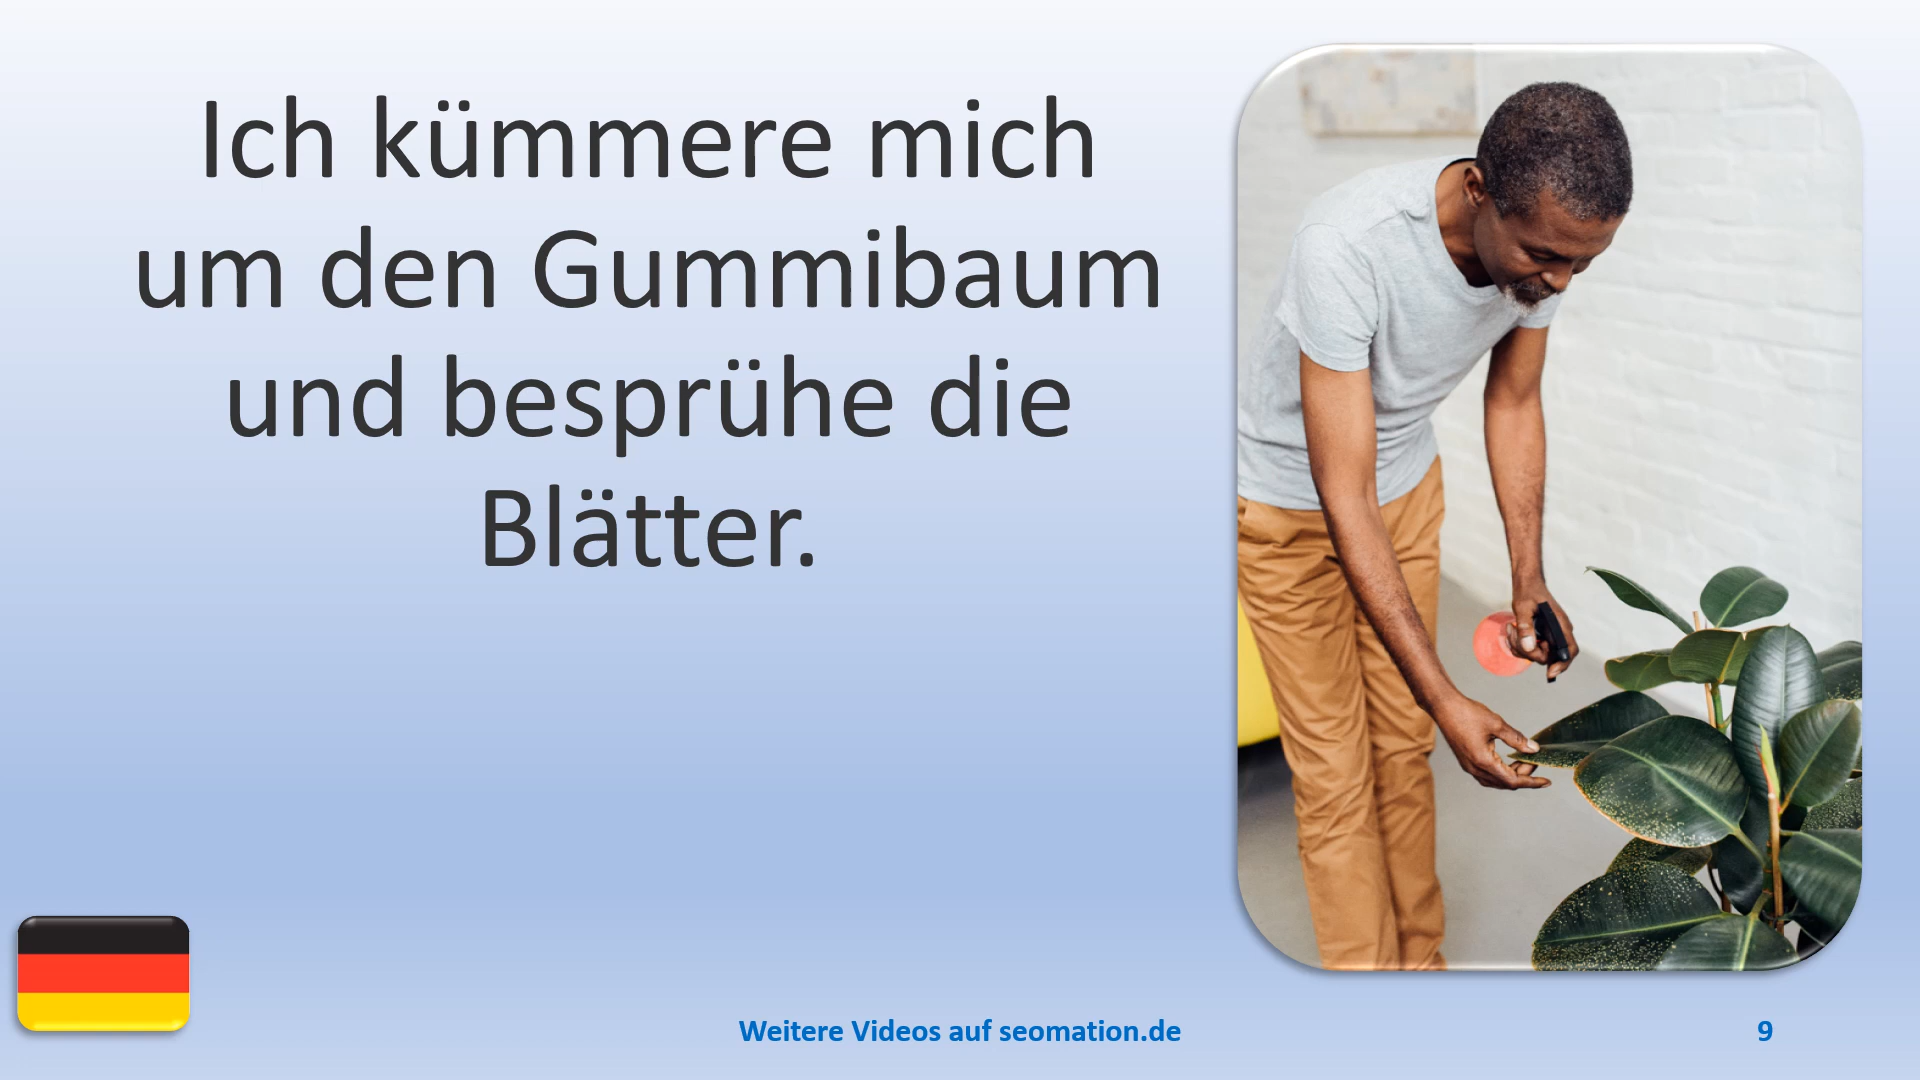 Ich kümmere mich
um den Gummibaum
und besprühe die
Blätter.
Weitere Videos auf seomation.de
9